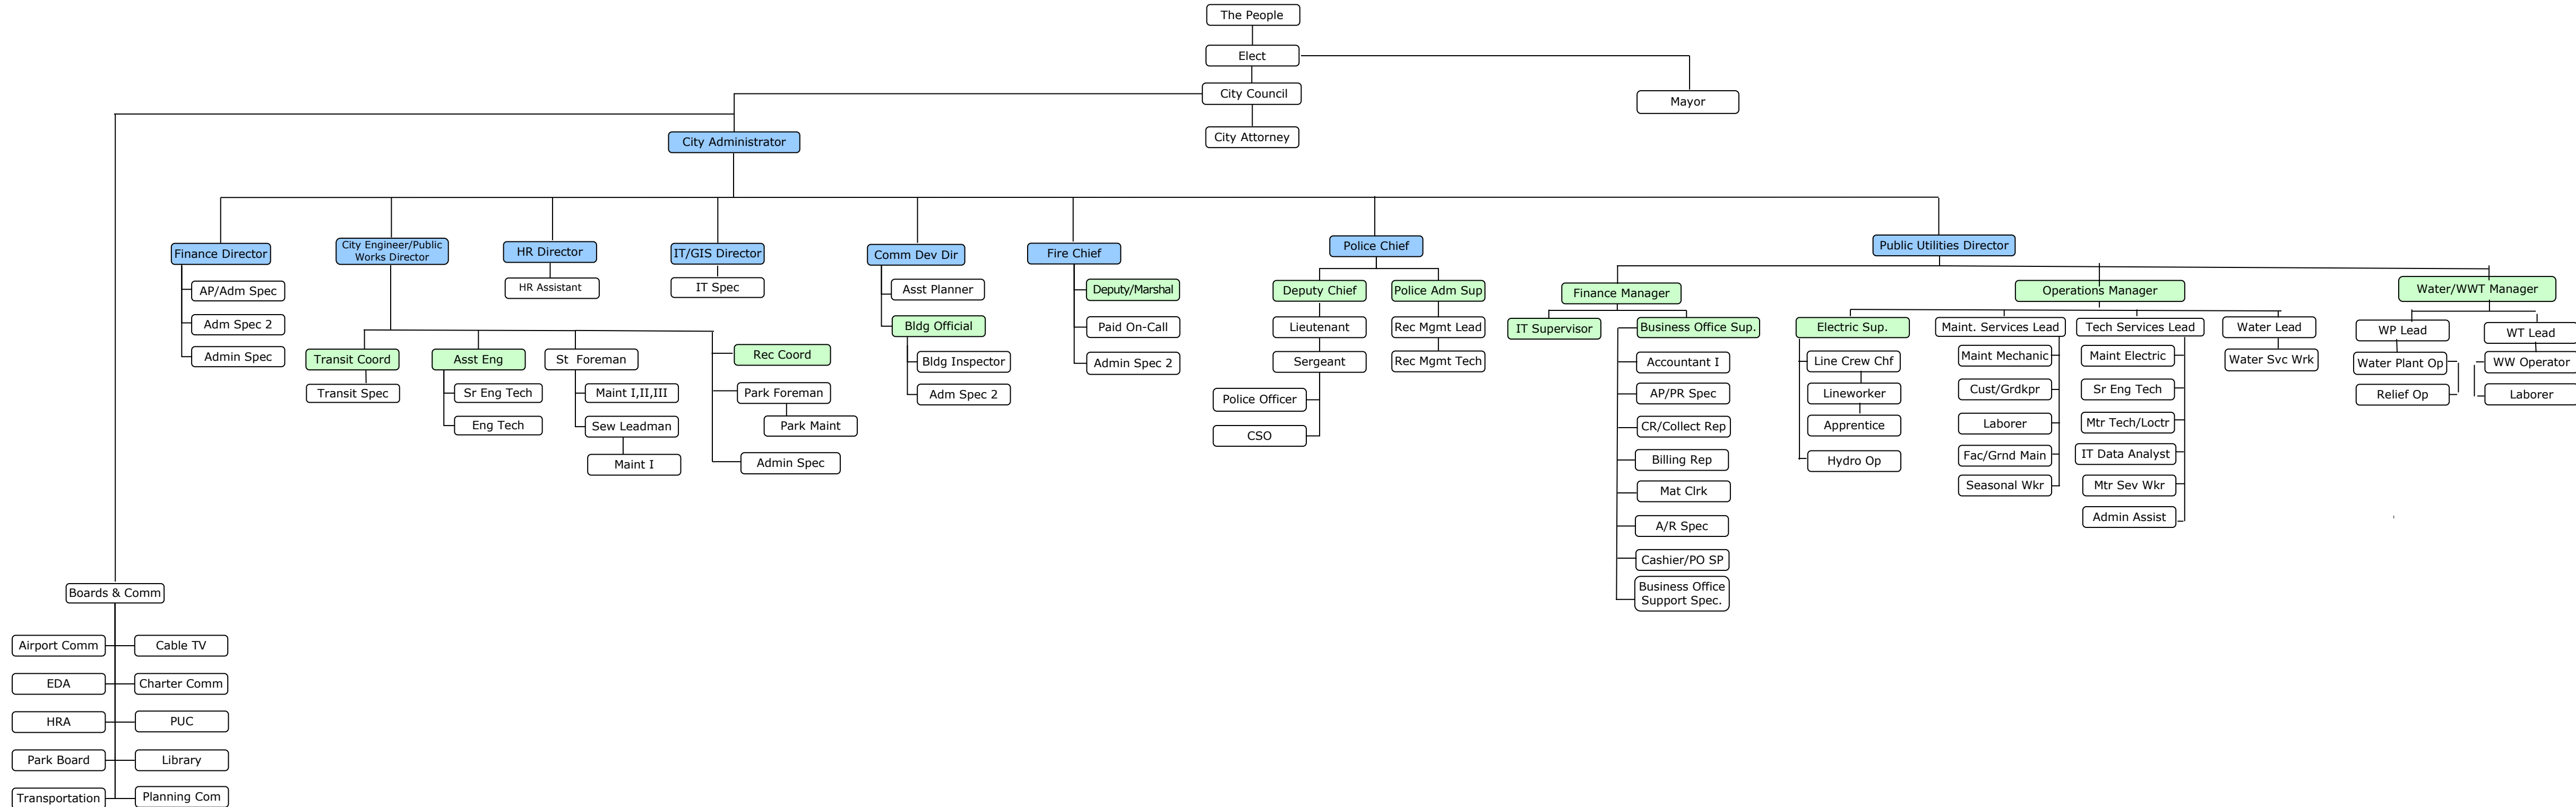 The People
Elect
City Council
Mayor
City Attorney
City Administrator
Finance Director
AP/Adm Spec
Adm Spec 2
Admin Spec
City Engineer/Public
Works Director
Transit Coord
Transit Spec
Asst Eng
Sr Eng Tech
Eng Tech
St  Foreman
Maint I,II,III
Sew Leadman
Maint I
Rec Coord
Park Foreman
Park Maint
Admin Spec
HR Director
HR Assistant
IT/GIS Director
IT Spec
Comm Dev Dir
Asst Planner
Bldg Official
Bldg Inspector
Adm Spec 2
Fire Chief
Deputy/Marshal
Paid On-Call
Admin Spec 2
Police Chief
Deputy Chief
Lieutenant
Sergeant
Police Officer
CSO
Police Adm Sup
Rec Mgmt Lead
Rec Mgmt Tech
Public Utilities Director
Finance Manager
IT Supervisor
Business Office Sup.
Accountant I
AP/PR Spec
CR/Collect Rep
Billing Rep
Mat Clrk
A/R Spec
Cashier/PO SP
Business Office
Support Spec.
Operations Manager
Electric Sup.
Line Crew Chf
Lineworker
Apprentice
Hydro Op
Maint. Services Lead
Maint Mechanic
Cust/Grdkpr
Laborer
Fac/Grnd Main
Seasonal Wkr
Tech Services Lead
Maint Electric
Sr Eng Tech
Mtr Tech/Loctr
IT Data Analyst
Mtr Sev Wkr
Admin Assist
Water Lead
Water Svc Wrk
Water/WWT Manager
WP Lead
Water Plant Op
Relief Op
WT Lead
WW Operator
Laborer
Boards & Comm
Airport Comm
Cable TV
EDA
Charter Comm
HRA
PUC
Park Board
Library
Transportation
Planning Com